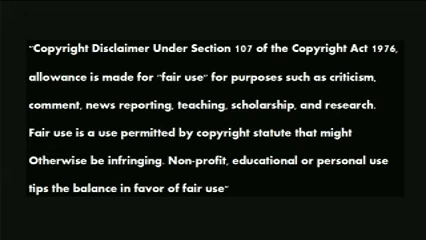 "Copyright Disclaimer Under Section 107 of the Copyright Act 1976,
allowance is made for "fair use" for purposes such as criticism,
comment, news reporting, teaching, scholarship, and research.
Fair use is a use permitted by copyright statute that might
Otherwise be infringing. Non-profit, educational or personal use
tips the balance in favor of fair use"